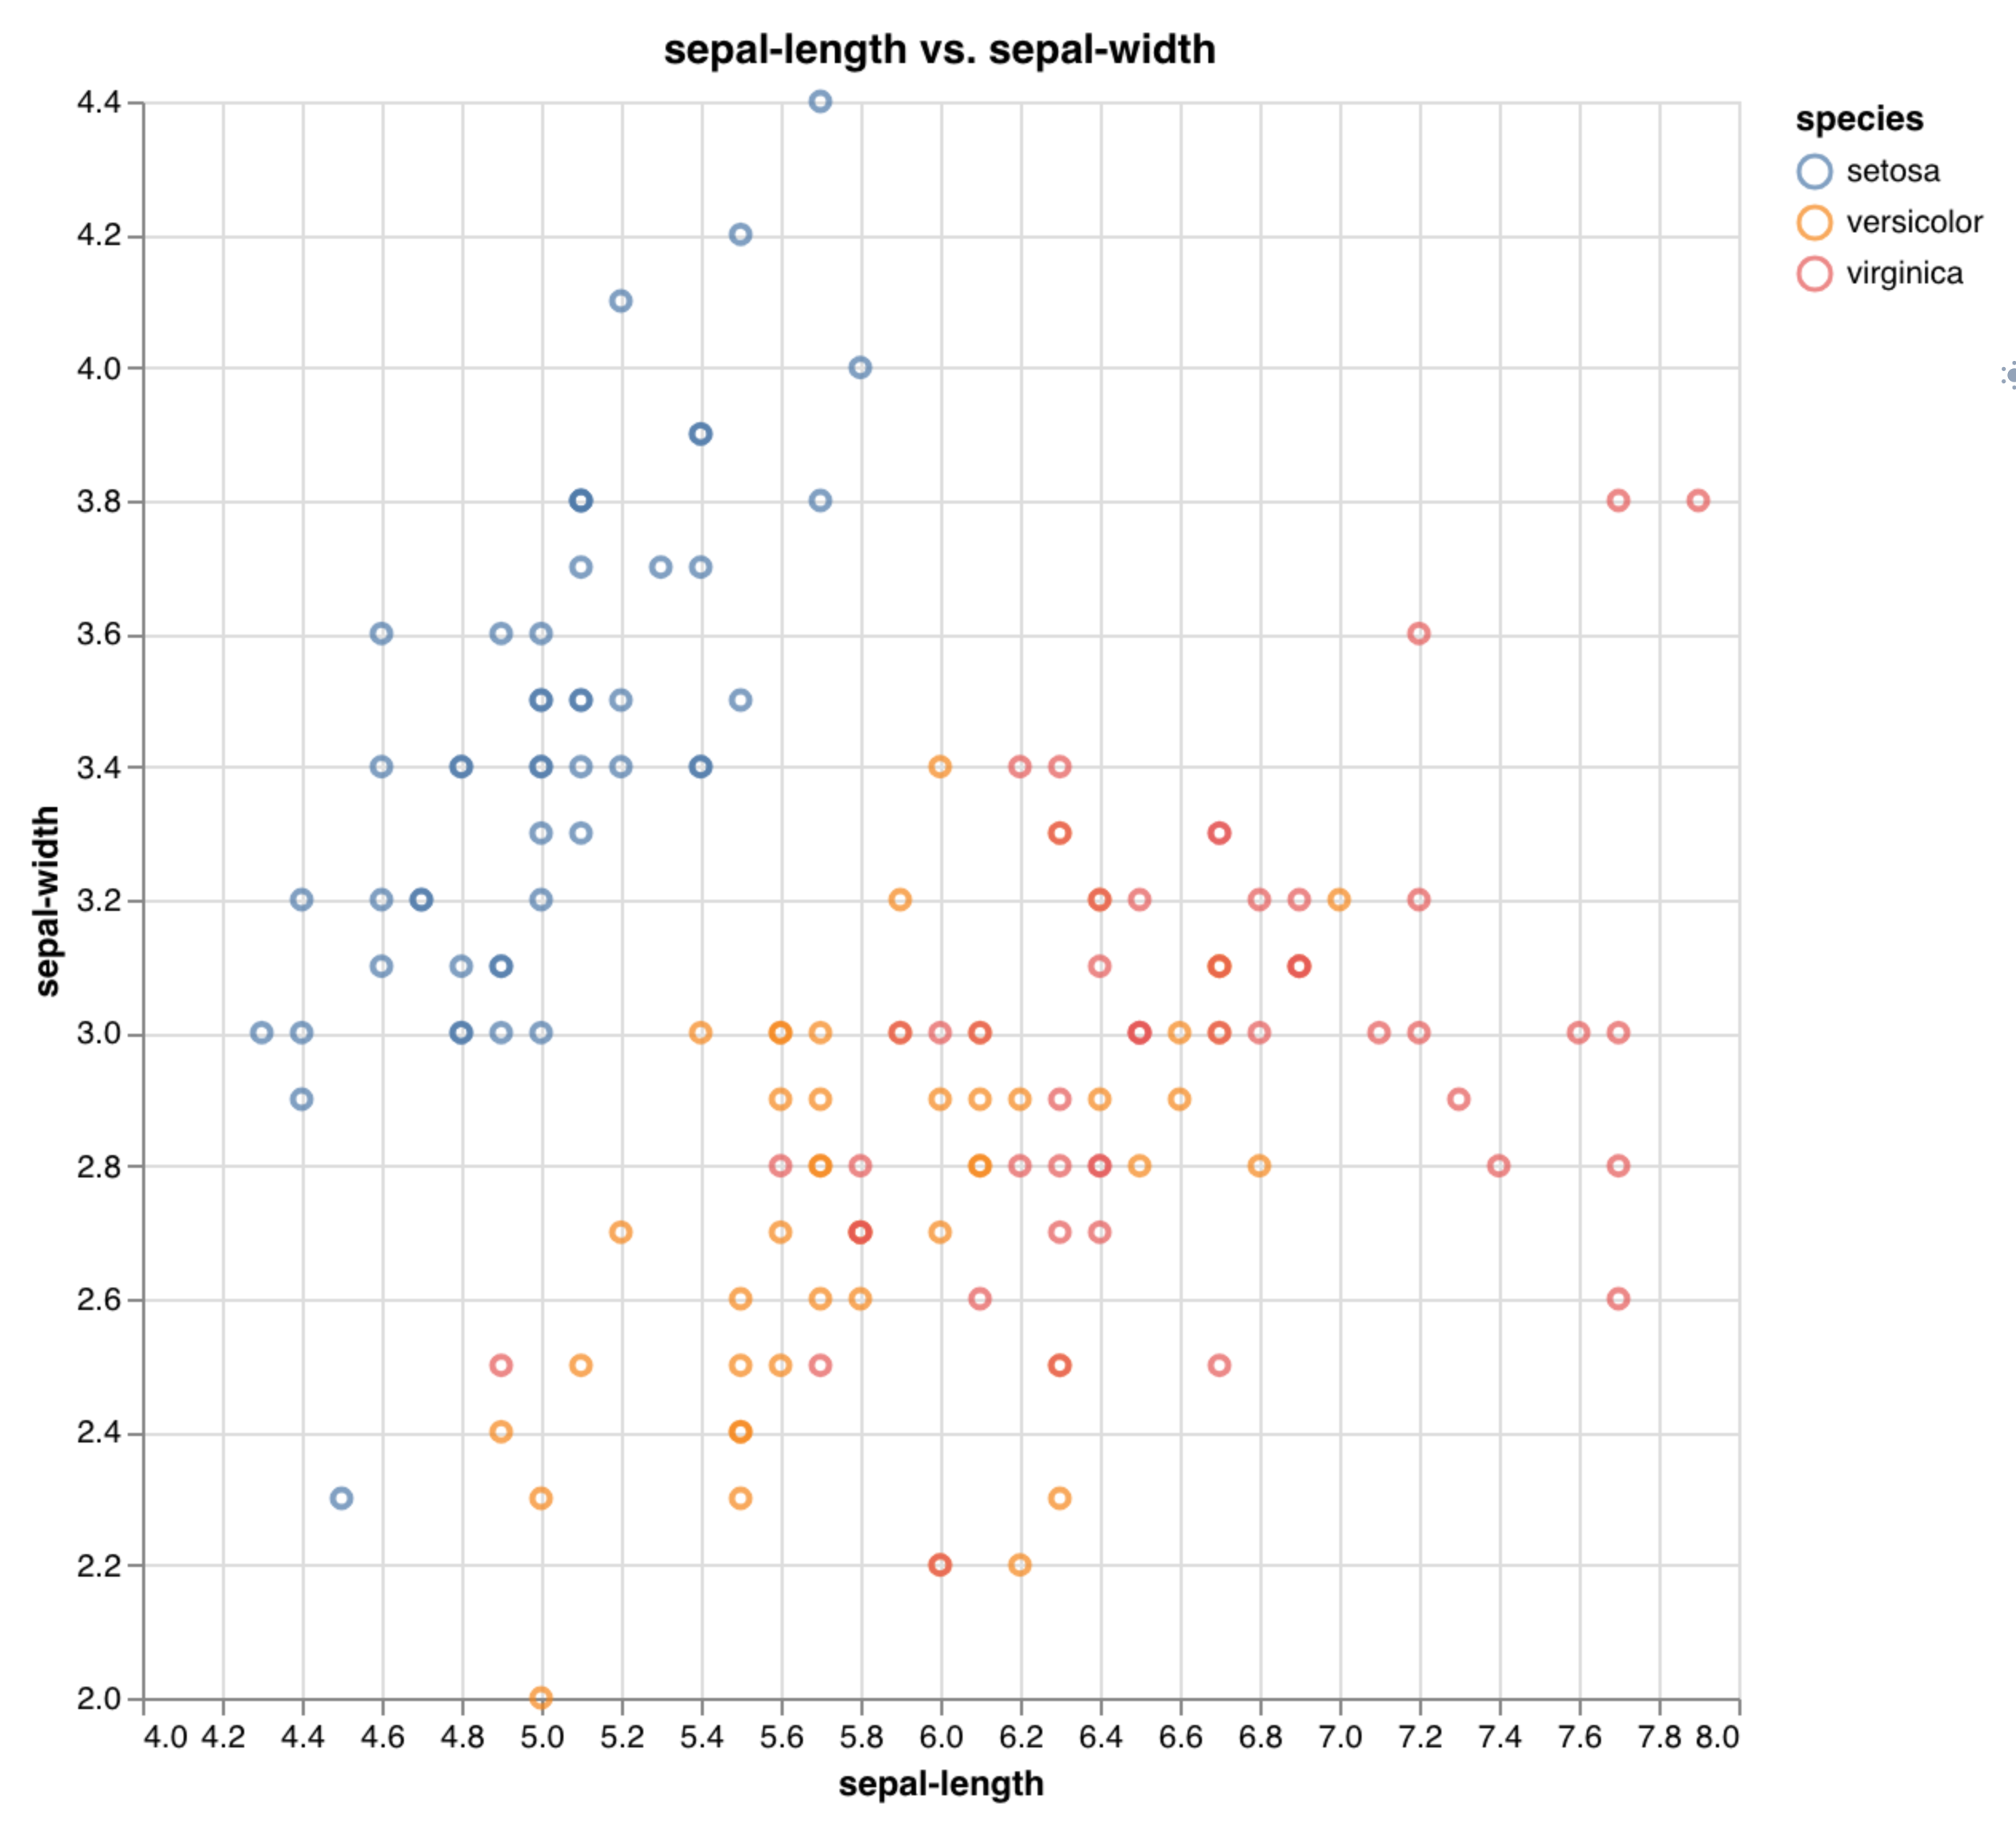 sepal-length vs. sepal-width
species
setosa
versicolor
virginica
4.4
4.2
4.0
3.8
3.6
3.4
3.2
3.0
2.8
2.6
2.4
2.2
2.0
sepal-width
4.0 4.2 4.4 4.6 4.8 5.0 5.2 5.4 5.6 5.8 6.0 6.2 6.4 6.6 6.8 7.0 7.2 7.4 7.6 7.8 8.0
sepal-length